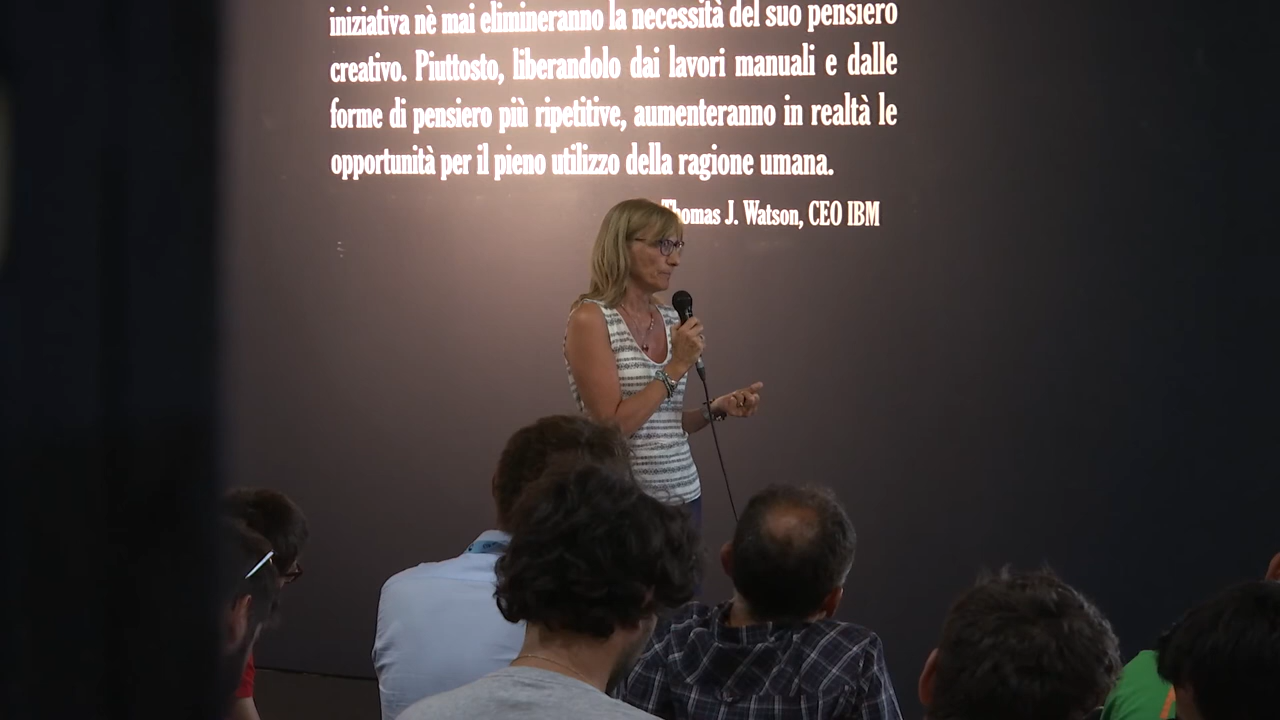 iniziativa nè mai elimineranno la necessità del suo pensiero
creativo. Piuttosto, liberandolo dai lavori manuali e dalle
forme di pensiero più ripetitive, aumenteranno in realtà le
opportunità per il pieno utilizzo della ragione umana.
Thomas J. Watson, CEO IBM